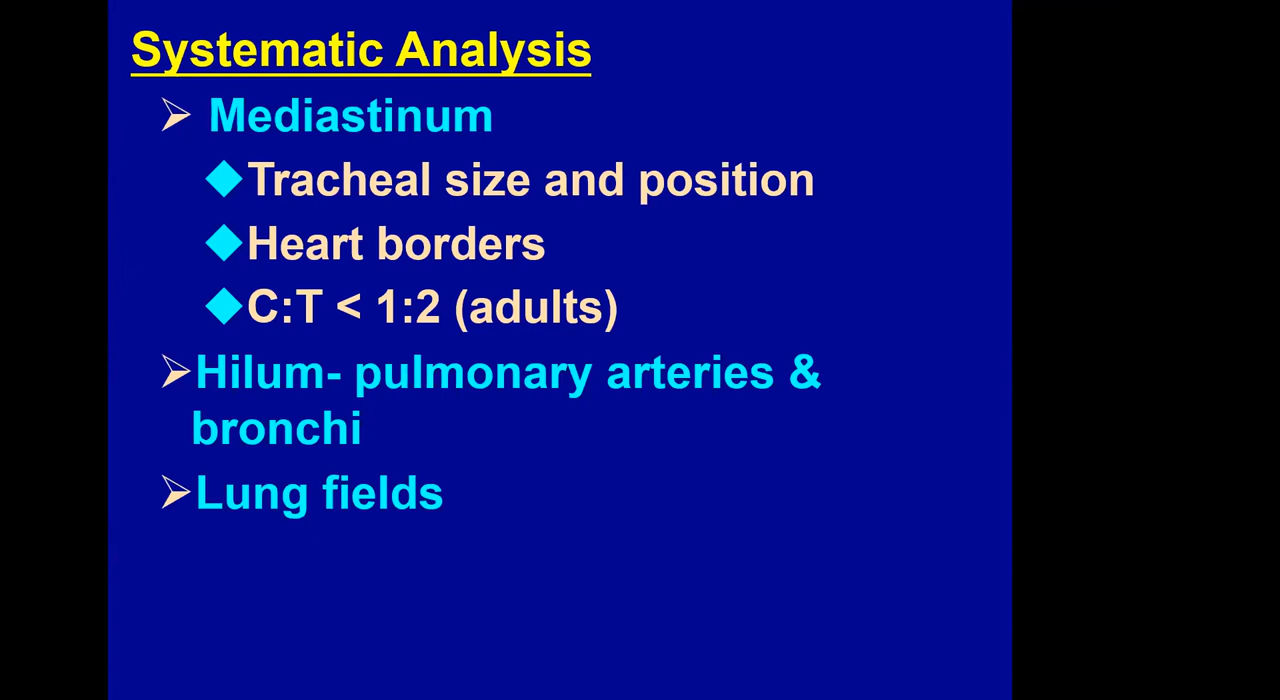 Systematic Analysis
Mediastinum
Tracheal size and position
Heart borders
C:T < 1:2 (adults)
Hilum- pulmonary arteries &
bronchi
Lung fields